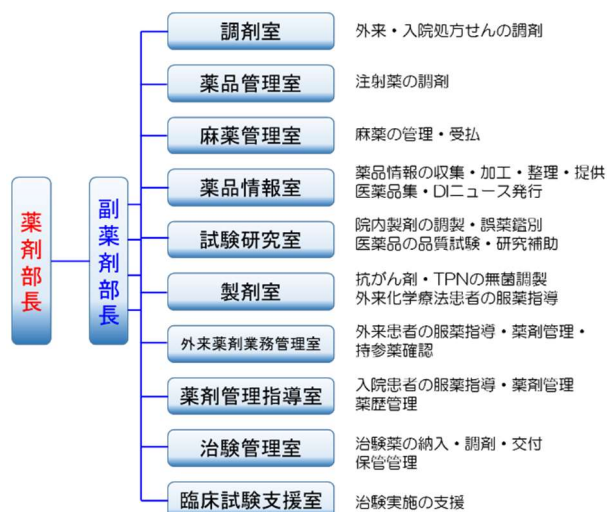 薬剤部長
副薬剤部長
調剤室
外来・入院処方せんの調剤
薬品管理室
注射薬の調剤
麻薬管理室
麻薬の管理・受払
薬品情報室
薬品情報の収集・加工・整理・提供
医薬品集・DIニュース発行
試験研究室
院内製剤の調製・誤薬鑑別
医薬品の品質試験・研究補助
製剤室
抗がん剤・TPNの無菌調製
外来化学療法患者の服薬指導
外来薬剤業務管理室
外来患者の服薬指導・薬剤管理・
持参薬確認
薬剤管理指導室
入院患者の服薬指導・薬剤管理
薬歴管理
治験管理室
治験薬の納入・調剤・交付
保管管理
臨床試験支援室
治験実施の支援